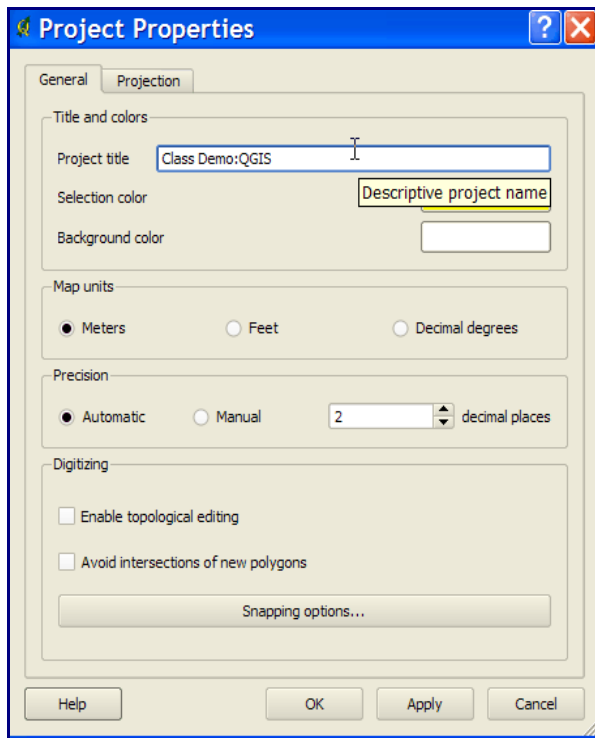 Project Properties
General Projection
Title and colors
Project title Class Demo:QGIS
Descriptive project name
Selection color
Background color
Map units
Meters Feet Decimal degrees
Precision
Automatic Manual 2 decimal places
Digitizing
Enable topological editing
Avoid intersections of new polygons
Snapping options...
Help OK Apply Cancel